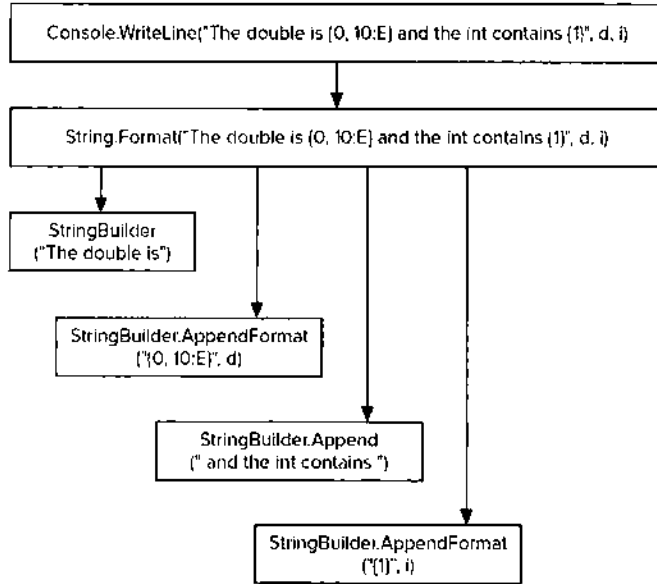 Console.WriteLine("The double is {0, 10:E} and the int contains {1}", d, i)
String.Format("The double is {0, 10:E} and the int contains {1}", d, i)
StringBuilder
("The double is")
StringBuilder.AppendFormat
("{0, 10:E}", d)
StringBuilder.Append
(" and the int contains ")
StringBuilder.AppendFormat
("{1}", i)